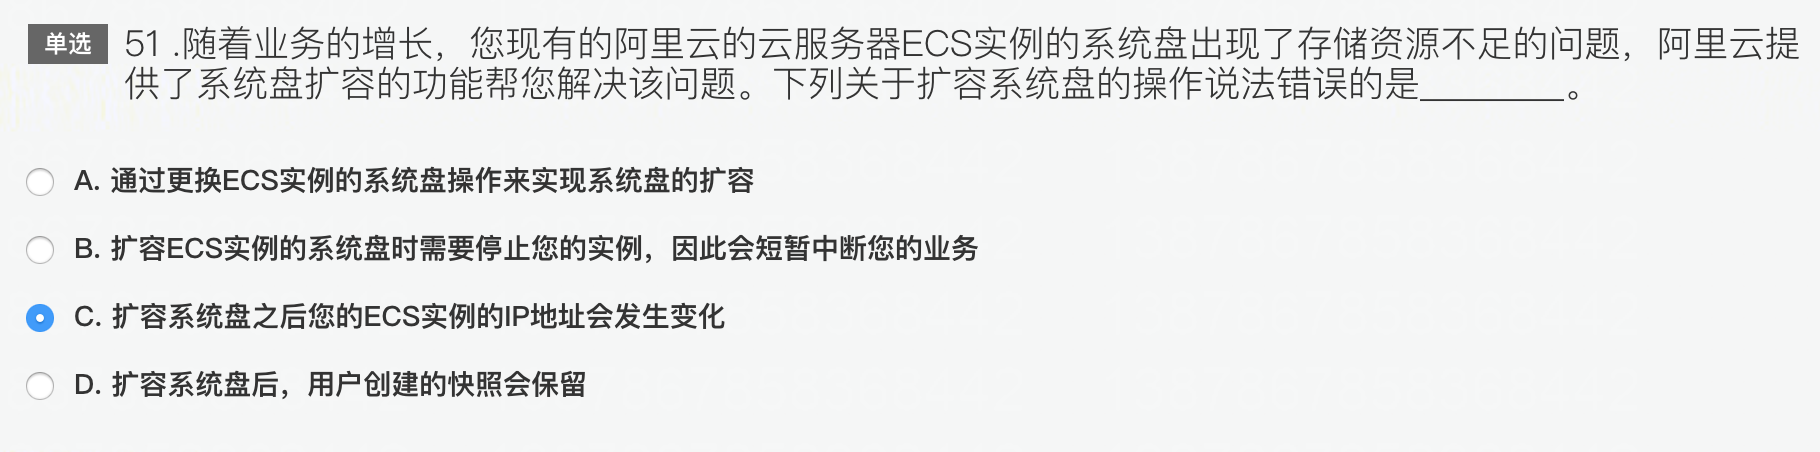 单选 51 .随着业务的增长，您现有的阿里云的云服务器ECS实例的系统盘出现了存储资源不足的问题，阿里云提
供了系统盘扩容的功能帮您解决该问题。下列关于扩容系统盘的操作说法错误的是________。
A. 通过更换ECS实例的系统盘操作来实现系统盘的扩容
B. 扩容ECS实例的系统盘时需要停止您的实例，因此会短暂中断您的业务
C. 扩容系统盘之后您的ECS实例的IP地址会发生变化
D. 扩容系统盘后，用户创建的快照会保留